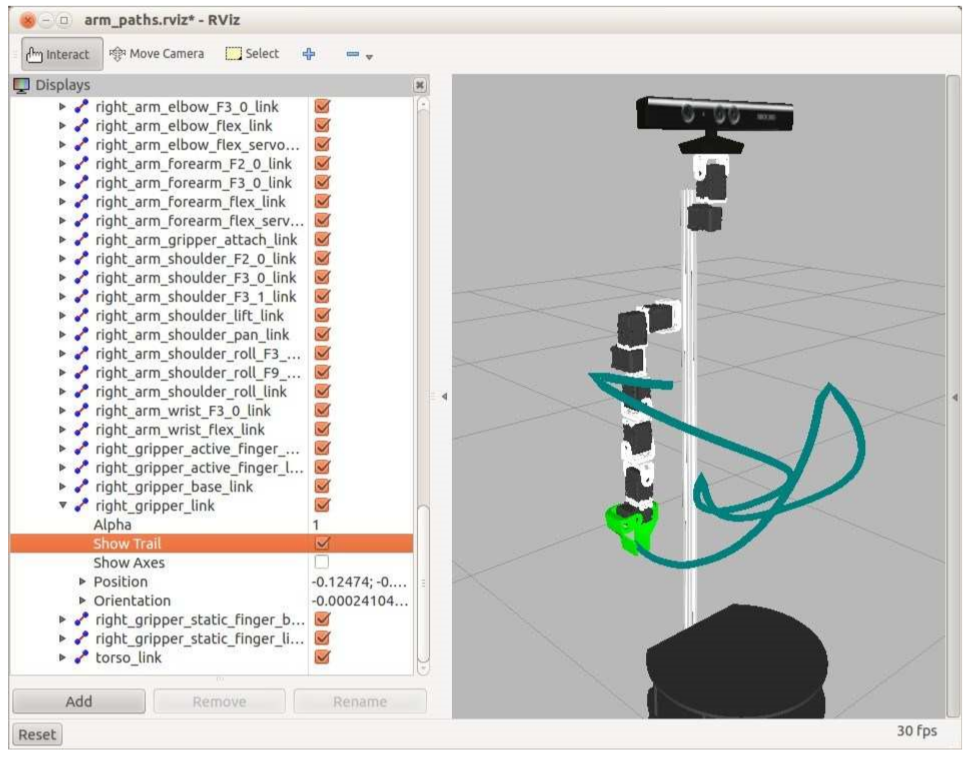 arm_paths.rviz* - RViz
Interact Move Camera Select
Displays
right_arm_elbow_F3_0_link
right_arm_elbow_flex_link
right_arm_elbow_flex_servo...
right_arm_forearm_F2_0_link
right_arm_forearm_F3_0_link
right_arm_forearm_flex_link
right_arm_forearm_flex_serv...
right_arm_gripper_attach_link
right_arm_shoulder_F2_0_link
right_arm_shoulder_F3_0_link
right_arm_shoulder_F3_1_link
right_arm_shoulder_lift_link
right_arm_shoulder_pan_link
right_arm_shoulder_roll_F3_...
right_arm_shoulder_roll_F9_...
right_arm_shoulder_roll_link
right_arm_wrist_F3_0_link
right_arm_wrist_flex_link
right_gripper_active_finger_...
right_gripper_active_finger_l...
right_gripper_base_link
right_gripper_link
Alpha 1
Show Trail
Show Axes
Position -0.12474; -0....
Orientation -0.00024104...
right_gripper_static_finger_b...
right_gripper_static_finger_li...
torso_link
Add Remove Rename
Reset 30 fps